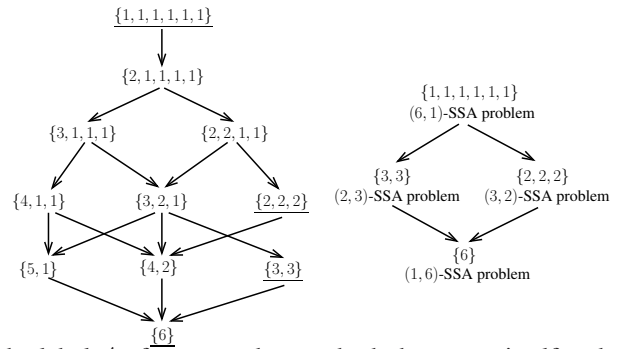 {1, 1, 1, 1, 1, 1}
{2, 1, 1, 1, 1}
{3, 1, 1, 1} {2, 2, 1, 1}
{4, 1, 1} {3, 2, 1} {2, 2, 2}
{5, 1} {4, 2} {3, 3}
{6}
{1, 1, 1, 1, 1, 1}
(6, 1)-SSA problem
{3, 3} {2, 2, 2}
(2, 3)-SSA problem (3, 2)-SSA problem
{6}
(1, 6)-SSA problem